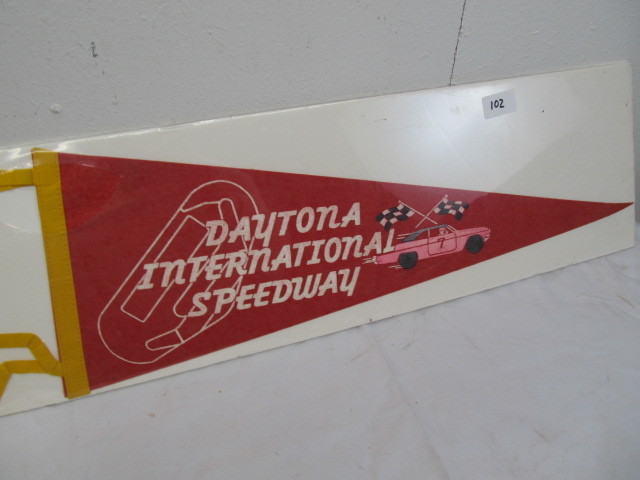 102
DAYTONA
INTERNATIONAL
SPEEDWAY
7